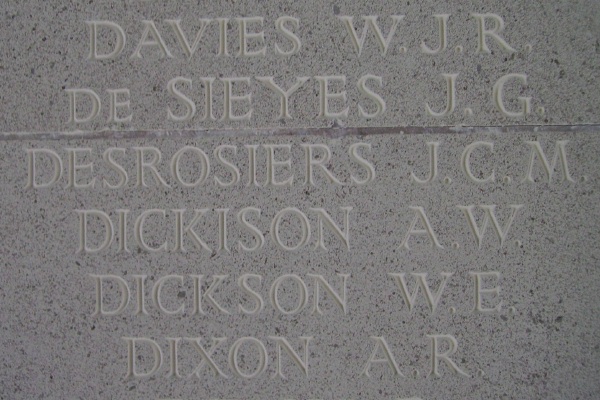 DAVIES W.J.R.
DE SIEYES J.G.
DESROSIERS J.C.M.
DICKISON A.W
DICKSON W.E.
DIXON A.R.